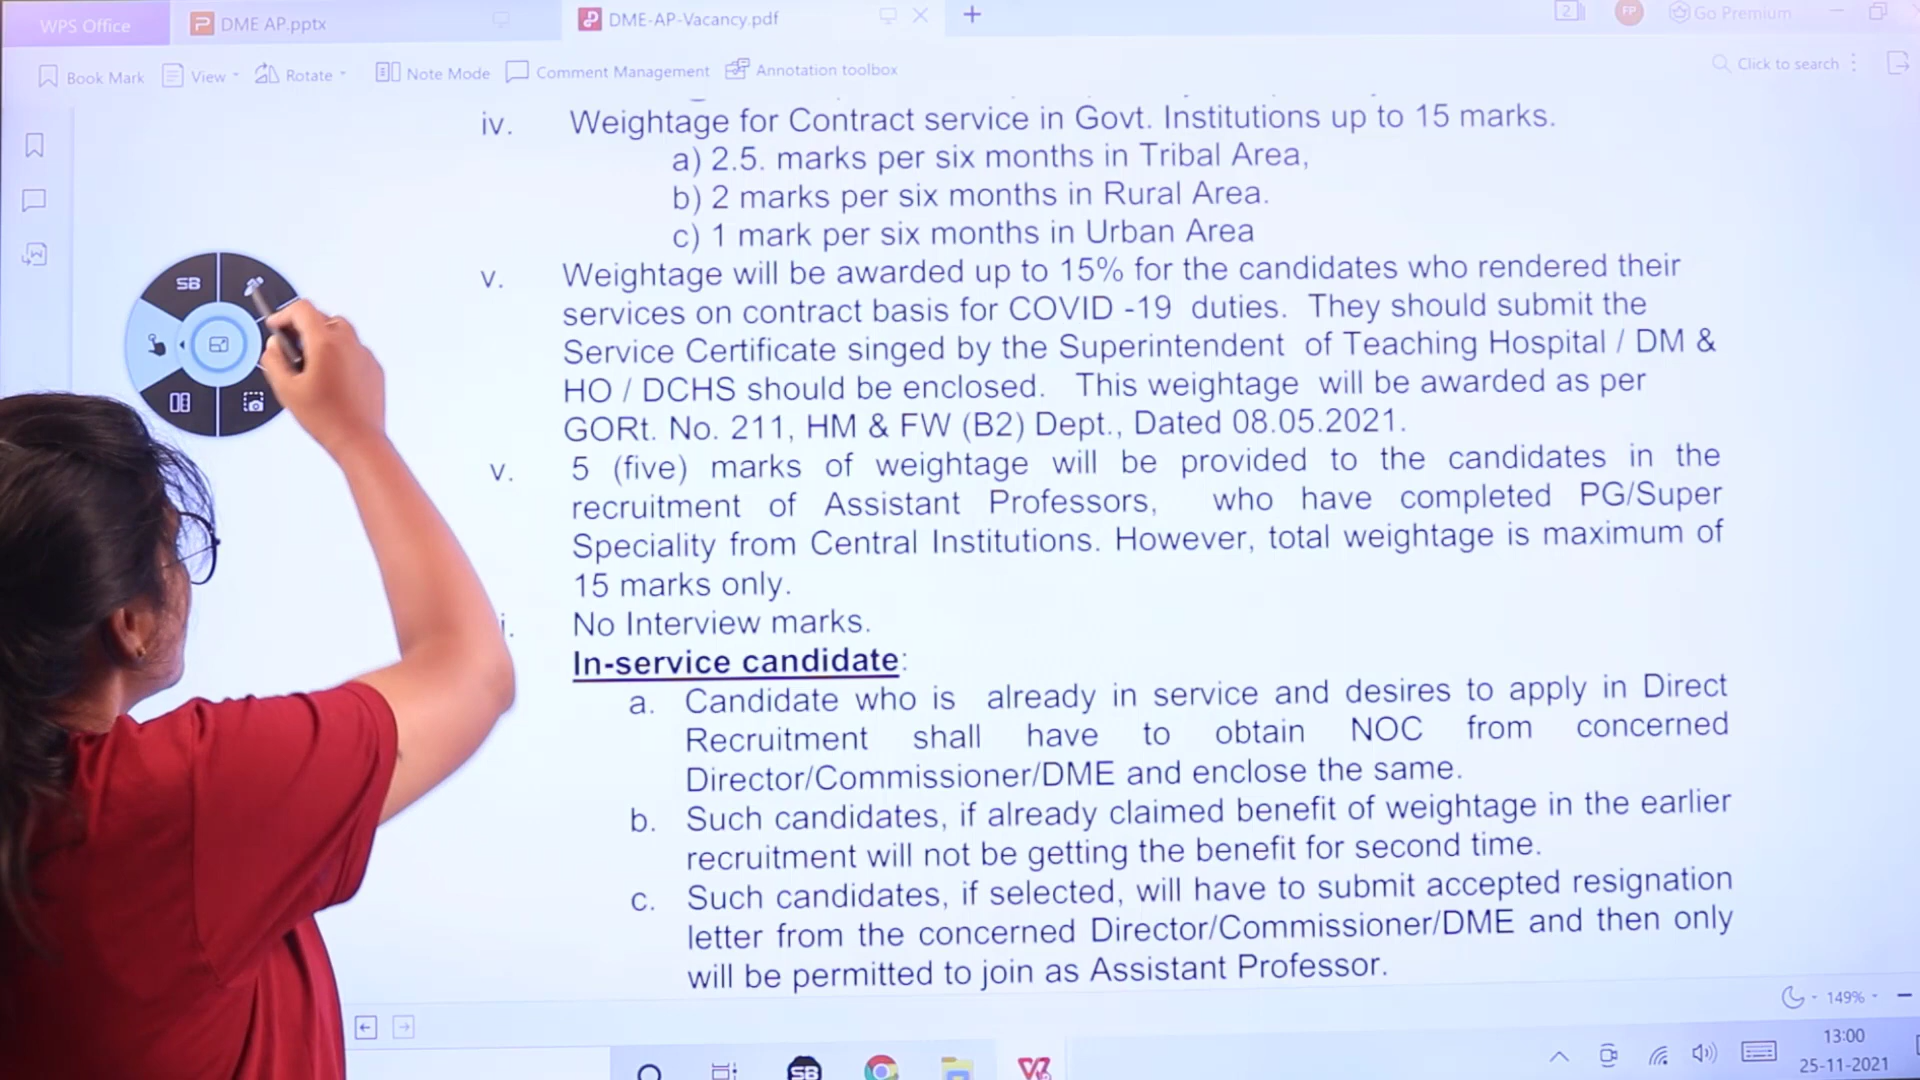 WPS Office
DME AP.pptx
DME-AP-Vacancy.pdf
2
FP
Go Premium
Book Mark
View
Rotate
Note Mode
Comment Management
Annotation toolbox
Click to search
iv. Weightage for Contract service in Govt. Institutions up to 15 marks.
a) 2.5. marks per six months in Tribal Area,
b) 2 marks per six months in Rural Area.
c) 1 mark per six months in Urban Area
v. Weightage will be awarded up to 15% for the candidates who rendered their
services on contract basis for COVID -19 duties. They should submit the
Service Certificate singed by the Superintendent of Teaching Hospital / DM &
HO / DCHS should be enclosed. This weightage will be awarded as per
GORt. No. 211, HM & FW (B2) Dept., Dated 08.05.2021.
v. 5 (five) marks of weightage will be provided to the candidates in the
recruitment of Assistant Professors, who have completed PG/Super
Speciality from Central Institutions. However, total weightage is maximum of
15 marks only.
i. No Interview marks.
In-service candidate:
a. Candidate who is already in service and desires to apply in Direct
Recruitment shall have to obtain NOC from concerned
Director/Commissioner/DME and enclose the same.
b. Such candidates, if already claimed benefit of weightage in the earlier
recruitment will not be getting the benefit for second time.
c. Such candidates, if selected, will have to submit accepted resignation
letter from the concerned Director/Commissioner/DME and then only
will be permitted to join as Assistant Professor.
SB
149%
SB
13:00
25-11-2021